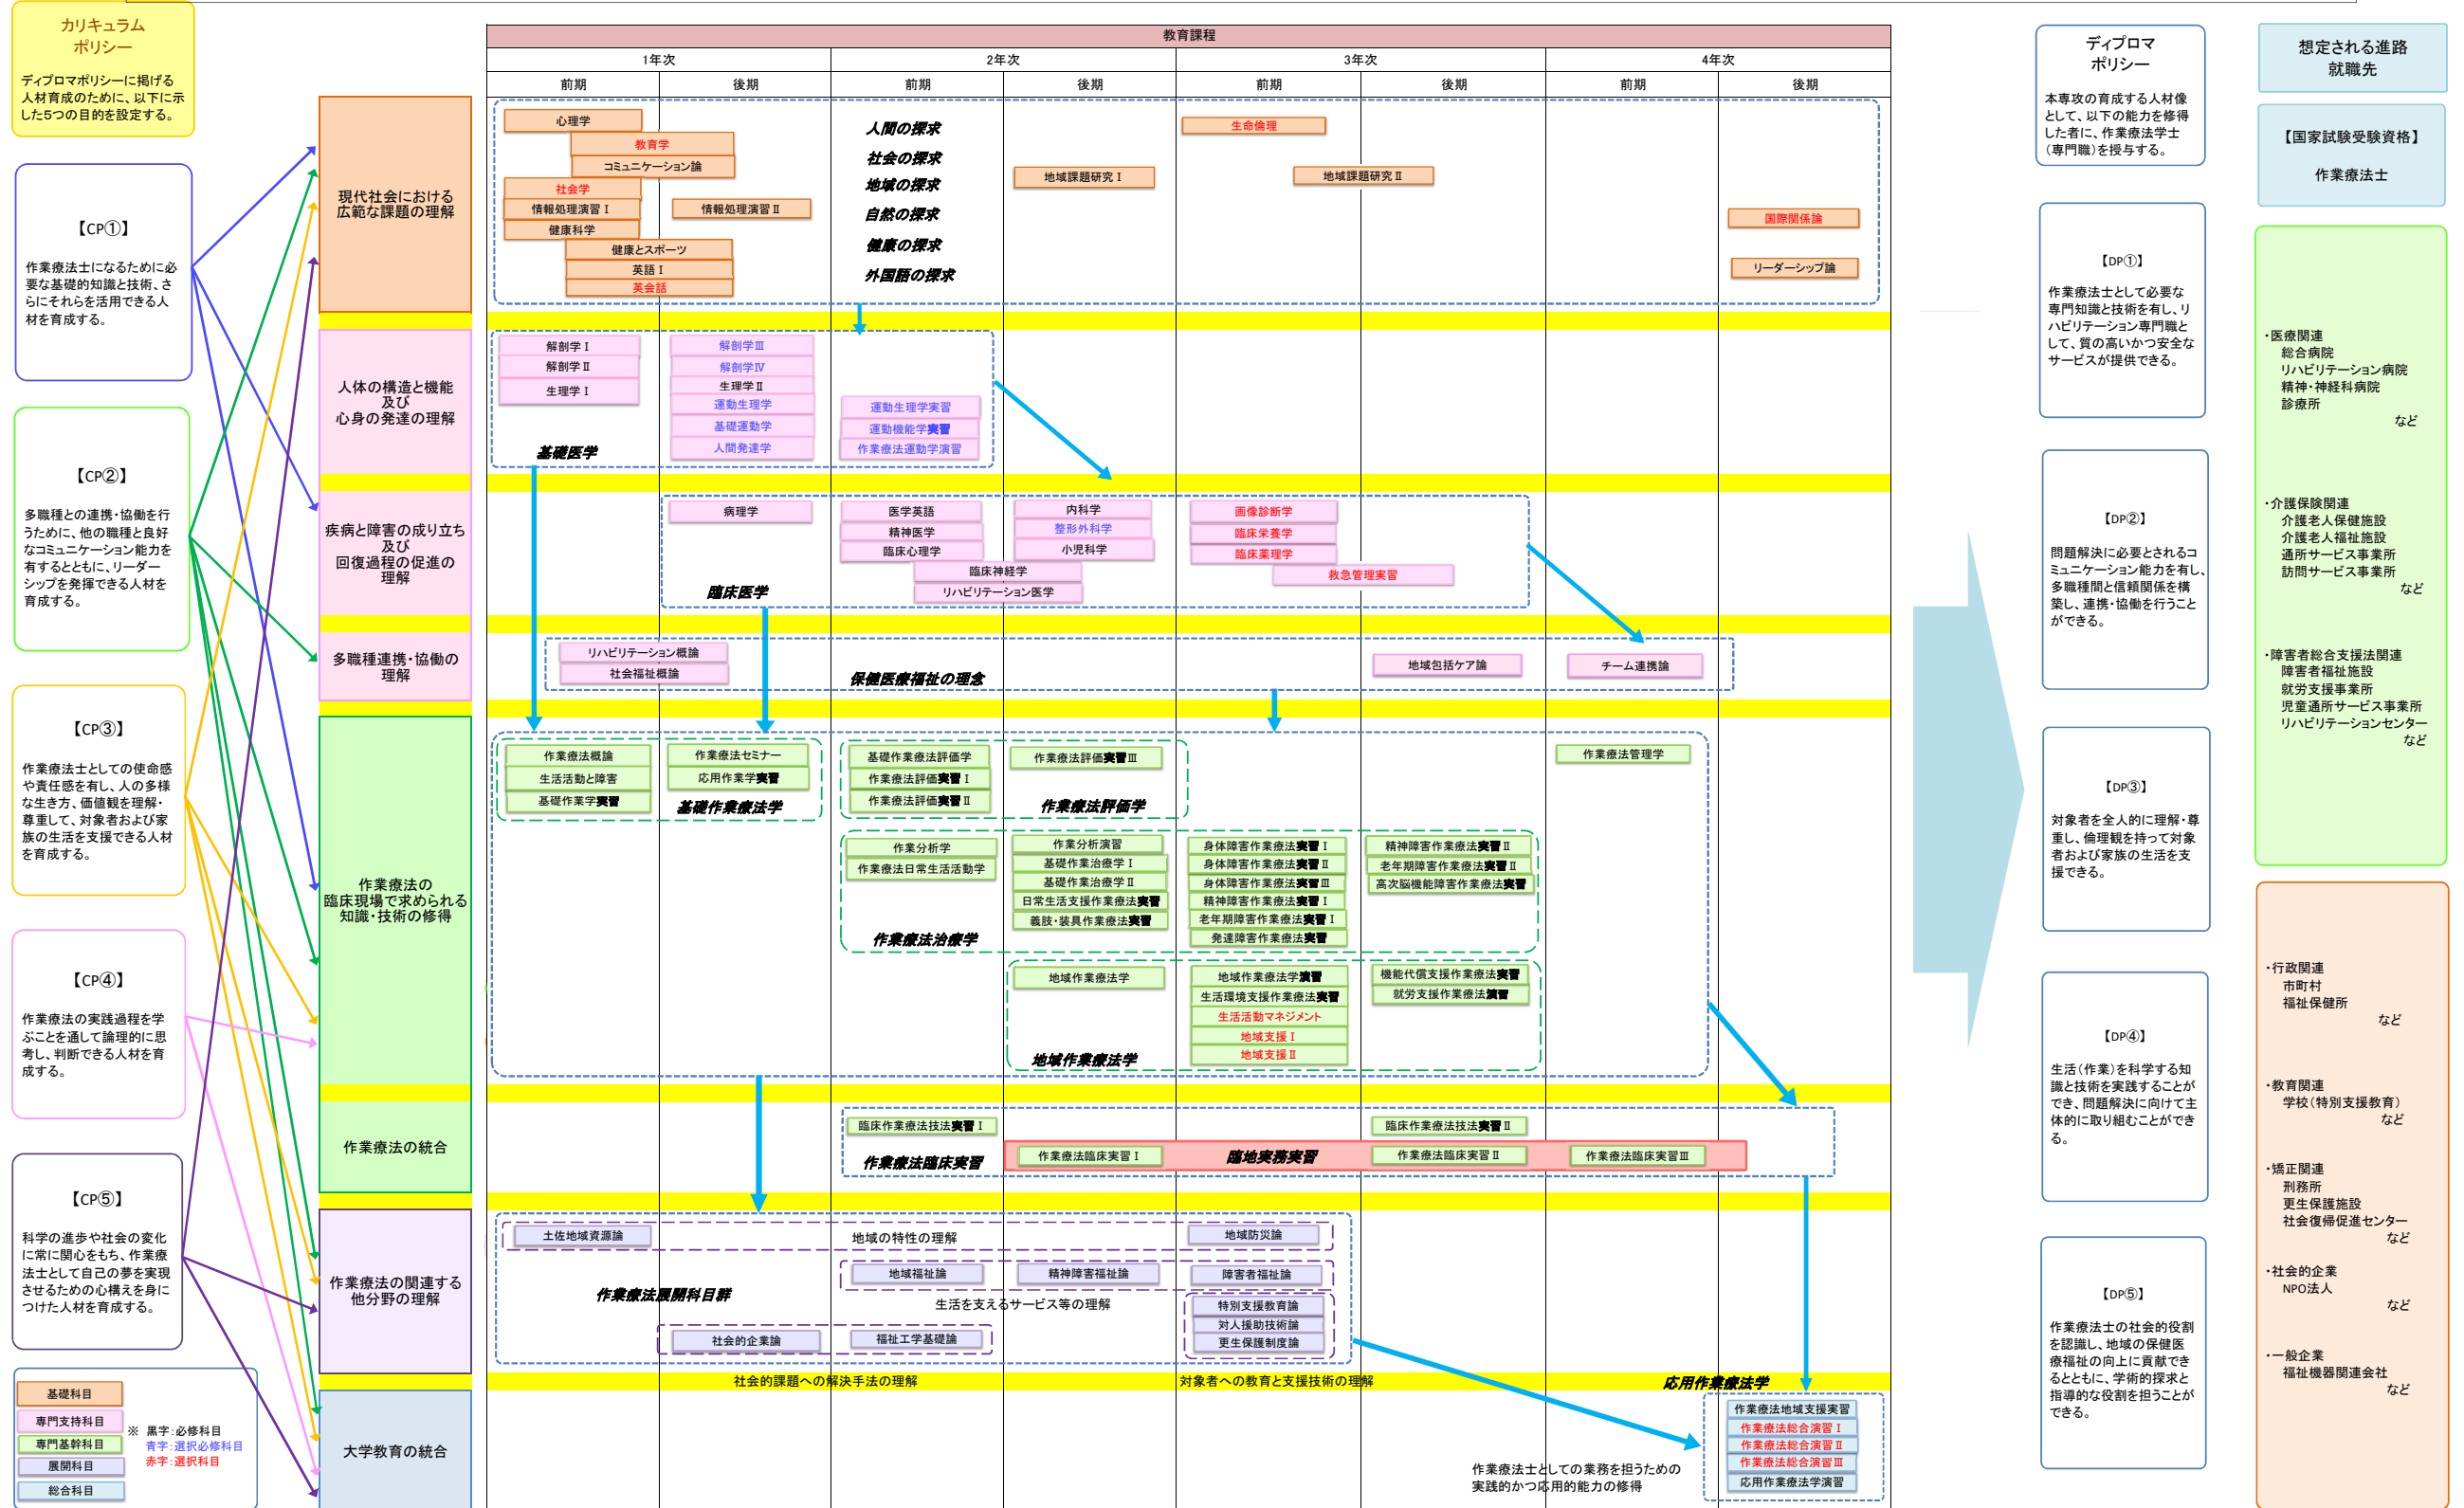 カリキュラム
ポリシー
ディプロマポリシーに掲げる
人材育成のために、以下に示
した5つの目的を設定する。
【CP①】
作業療法士になるために必
要な基礎的知識と技術、さ
らにそれらを活用できる人
材を育成する。
【CP②】
多職種との連携・協働を行
うために、他の職種と良好
なコミュニケーション能力を
有するとともに、リーダー
シップを発揮できる人材を
育成する。
【CP③】
作業療法士としての使命感
や責任感を有し、人の多様
な生き方、価値観を理解・
尊重して、対象者および家
族の生活を支援できる人材
を育成する。
【CP④】
作業療法の実践過程を学
ぶことを通して論理的に思
考し、判断できる人材を育
成する。
【CP⑤】
科学の進歩や社会の変化
に常に関心をもち、作業療
法士として自己の夢を実現
させるための心構えを身に
つけた人材を育成する。
基礎科目
専門支持科目
専門基幹科目
展開科目
総合科目
※ 黒字:必修科目
青字:選択必修科目
赤字:選択科目
現代社会における
広範な課題の理解
人体の構造と機能
及び
心身の発達の理解
疾病と障害の成り立ち
及び
回復過程の促進の
理解
多職種連携・協働の
理解
作業療法の
臨床現場で求められる
知識・技術の修得
作業療法の統合
作業療法の関連する
他分野の理解
大学教育の統合
教育課程
1年次 2年次 3年次 4年次
前期 後期 前期 後期 前期 後期 前期 後期
心理学
教育学
コミュニケーション論
社会学
情報処理演習Ⅰ
情報処理演習Ⅱ
健康科学
健康とスポーツ
英語Ⅰ
英会話
人間の探求
社会の探求
地域の探求
自然の探求
健康の探求
外国語の探求
地域課題研究Ⅰ
生命倫理
地域課題研究Ⅱ
国際関係論
リーダーシップ論
解剖学Ⅰ
解剖学Ⅱ
生理学Ⅰ
解剖学Ⅲ
解剖学Ⅳ
生理学Ⅱ
運動生理学
基礎運動学
人間発達学
運動生理学実習
運動機能学実習
作業療法運動学演習
基礎医学
病理学
医学英語
精神医学
臨床心理学
内科学
整形外科学
小児科学
臨床神経学
リハビリテーション医学
画像診断学
臨床栄養学
臨床薬理学
救急管理実習
臨床医学
リハビリテーション概論
社会福祉概論
保健医療福祉の理念
地域包括ケア論
チーム連携論
作業療法概論
生活活動と障害
基礎作業学実習
作業療法セミナー
応用作業学実習
基礎作業療法学
基礎作業療法評価学
作業療法評価実習Ⅰ
作業療法評価実習Ⅱ
作業療法評価実習Ⅲ
作業療法評価学
作業療法管理学
作業分析学
作業療法日常生活活動学
作業分析演習
基礎作業治療学Ⅰ
基礎作業治療学Ⅱ
日常生活支援作業療法実習
義肢・装具作業療法実習
身体障害作業療法実習Ⅰ
身体障害作業療法実習Ⅱ
身体障害作業療法実習Ⅲ
精神障害作業療法実習Ⅰ
老年期障害作業療法実習Ⅰ
発達障害作業療法実習
精神障害作業療法実習Ⅱ
老年期障害作業療法実習Ⅱ
高次脳機能障害作業療法実習
作業療法治療学
地域作業療法学
地域作業療法学演習
生活環境支援作業療法実習
生活活動マネジメント
地域支援Ⅰ
地域支援Ⅱ
機能代償支援作業療法実習
就労支援作業療法演習
地域作業療法学
臨床作業療法技法実習Ⅰ
臨床作業療法技法実習Ⅱ
作業療法臨床実習
作業療法臨床実習Ⅰ
臨地実務実習
作業療法臨床実習Ⅱ
作業療法臨床実習Ⅲ
土佐地域資源論
地域の特性の理解
地域防災論
地域福祉論
精神障害福祉論
障害者福祉論
作業療法展開科目群
生活を支えるサービス等の理解
特別支援教育論
対人援助技術論
更生保護制度論
社会的企業論
福祉工学基礎論
社会的課題への解決手法の理解
対象者への教育と支援技術の理解
応用作業療法学
作業療法地域支援実習
作業療法総合演習Ⅰ
作業療法総合演習Ⅱ
作業療法総合演習Ⅲ
応用作業療法学演習
作業療法士としての業務を担うための
実践的かつ応用的能力の修得
ディプロマ
ポリシー
本専攻の育成する人材像
として、以下の能力を修得
した者に、作業療法学士
(専門職)を授与する。
【DP①】
作業療法士として必要な
専門知識と技術を有し、リ
ハビリテーション専門職と
して、質の高いかつ安全な
サービスが提供できる。
【DP②】
問題解決に必要とされるコ
ミュニケーション能力を有し、
多職種間と信頼関係を構
築し、連携・協働を行うこと
ができる。
【DP③】
対象者を全人的に理解・尊
重し、倫理観を持って対象
者および家族の生活を支
援できる。
【DP④】
生活(作業)を科学する知
識と技術を実践することが
でき、問題解決に向けて主
体的に取り組むことができ
る。
【DP⑤】
作業療法士の社会的役割
を認識し、地域の保健医
療福祉の向上に貢献でき
るとともに、学術的探求と
指導的な役割を担うことが
できる。
想定される進路
就職先
【国家試験受験資格】
作業療法士
・医療関連
総合病院
リハビリテーション病院
精神・神経科病院
診療所
など
・介護保険関連
介護老人保健施設
介護老人福祉施設
通所サービス事業所
訪問サービス事業所
など
・障害者総合支援法関連
障害者福祉施設
就労支援事業所
児童通所サービス事業所
リハビリテーションセンター
など
・行政関連
市町村
福祉保健所
など
・教育関連
学校(特別支援教育)
など
・矯正関連
刑務所
更生保護施設
社会復帰促進センター
など
・社会的企業
NPO法人
など
・一般企業
福祉機器関連会社
など